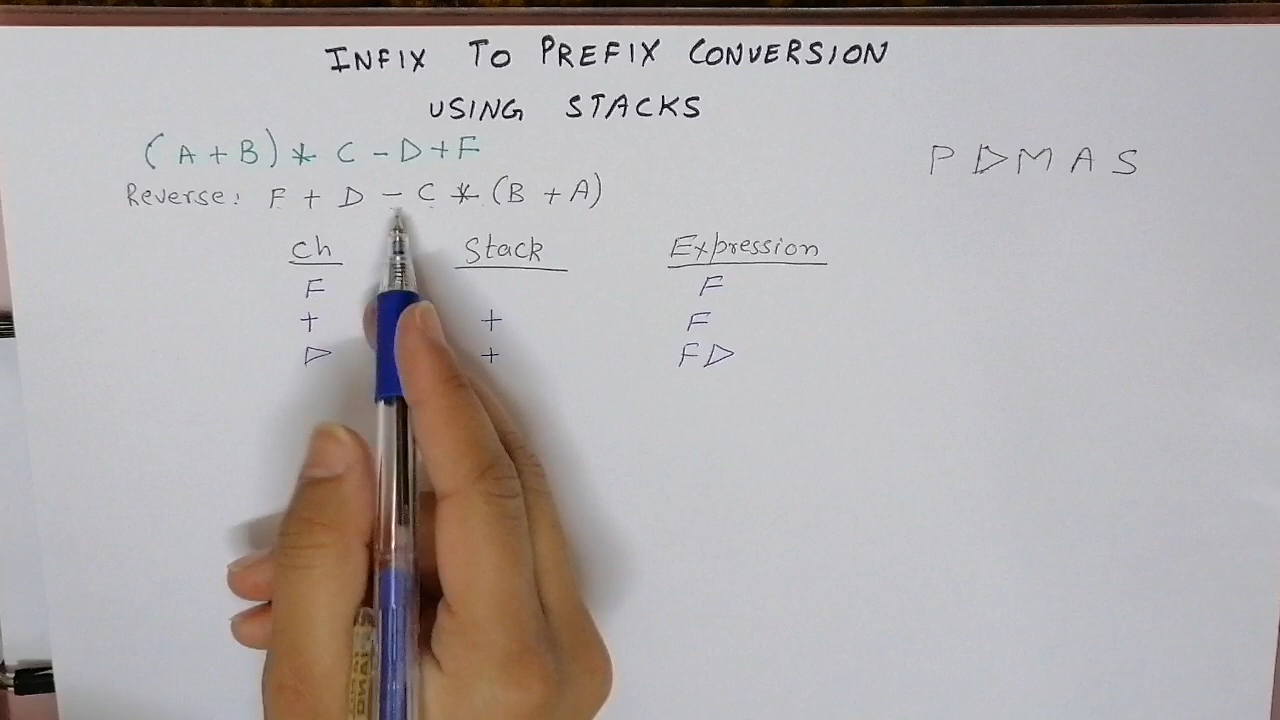 INFIX TO PREFIX CONVERSION
USING STACKS
(A+B) * C - D + F
PDMAS
Reverse: F + D - C * (B + A)
Ch Stack Expression
F F
+ + F
D + FD